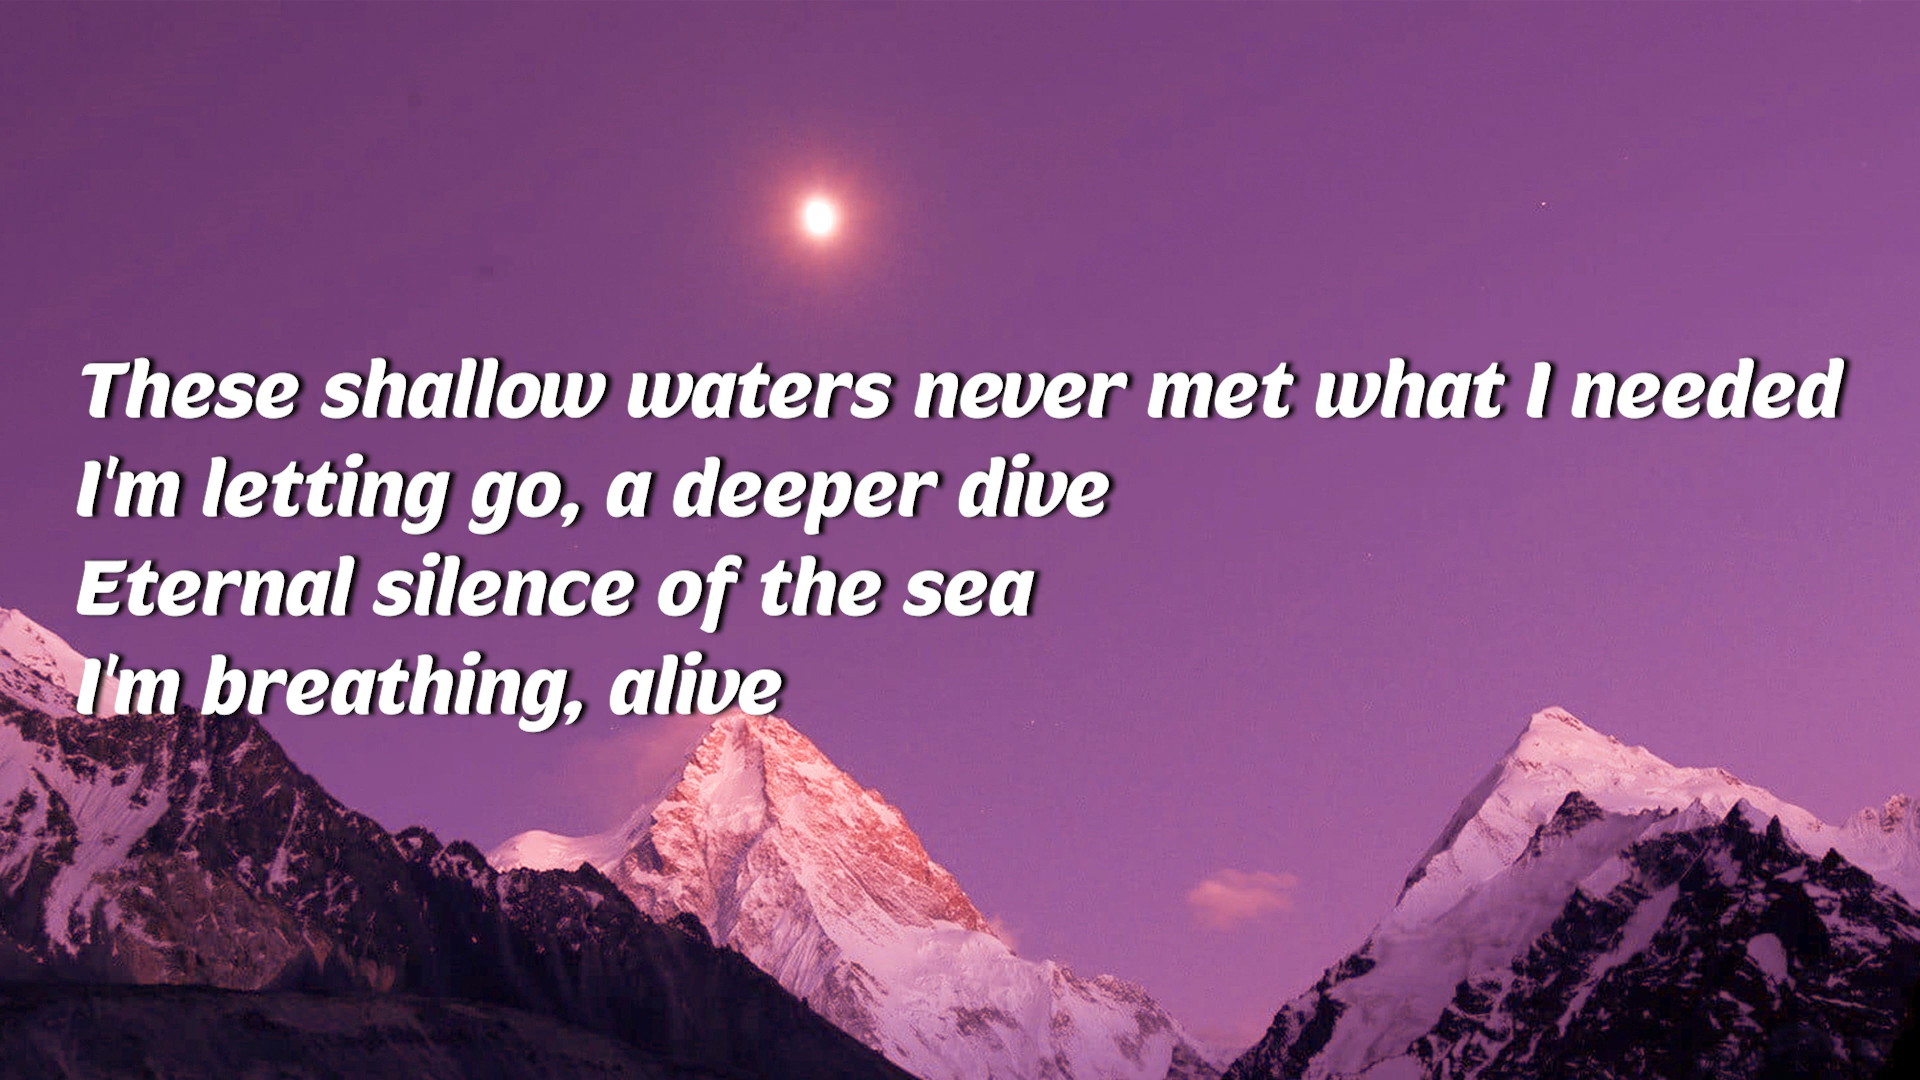 These shallow waters never met what I needed
I'm letting go, a deeper dive
Eternal silence of the sea
I'm breathing, alive